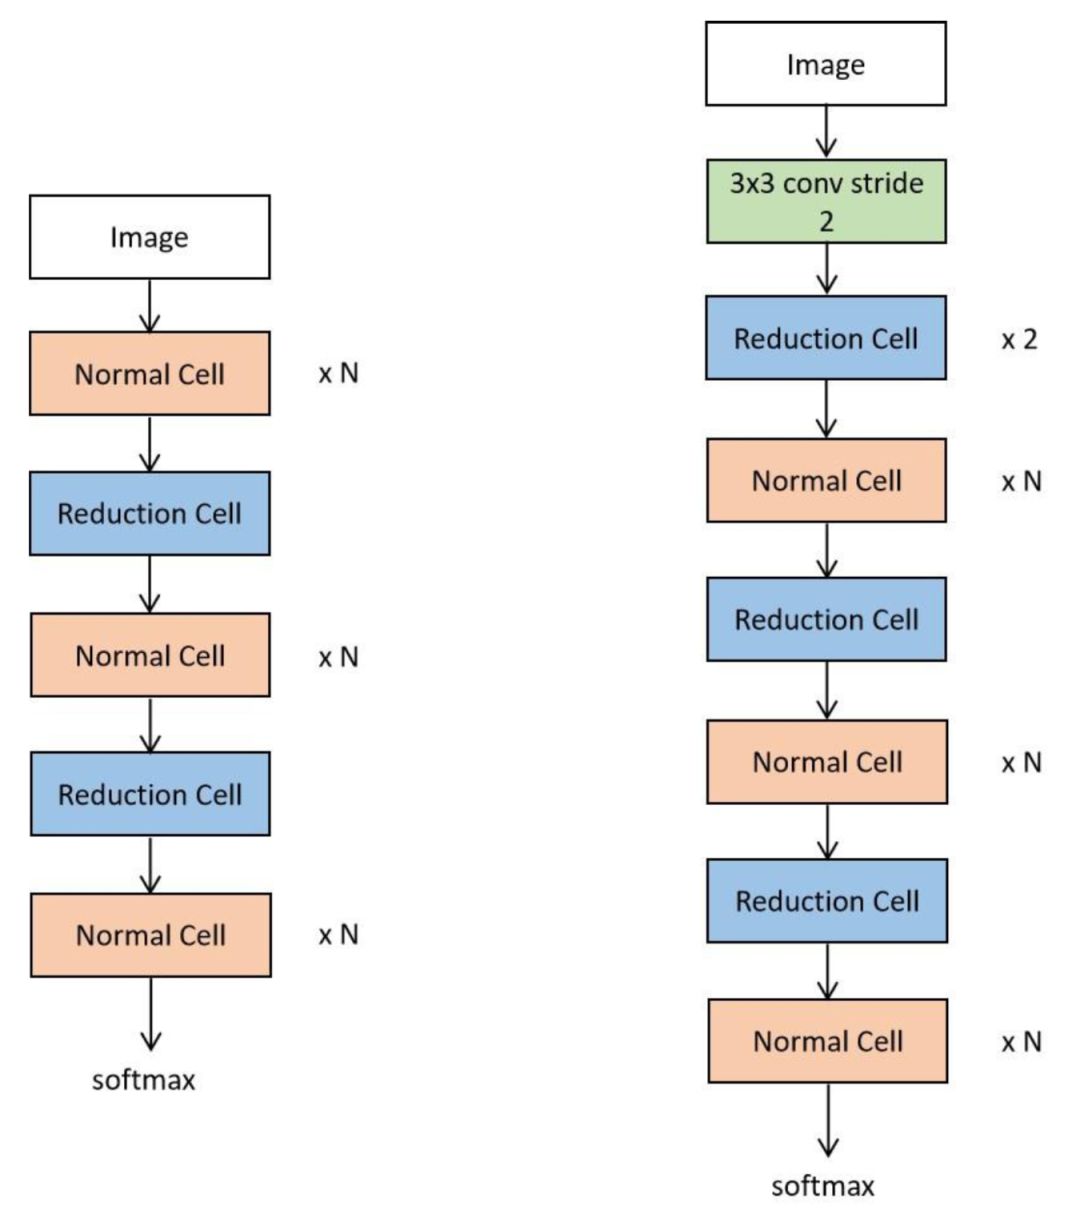 Image
Normal Cell
x N
Reduction Cell
Normal Cell
x N
Reduction Cell
Normal Cell
x N
softmax
Image
3x3 conv stride
2
Reduction Cell
x 2
Normal Cell
x N
Reduction Cell
Normal Cell
x N
Reduction Cell
Normal Cell
x N
softmax